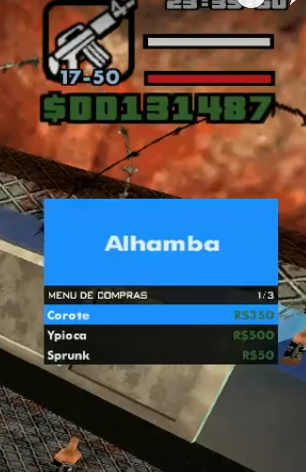 17-50
$00131487
Alhamba
MENU DE COMPRAS 1/3
Corote R$350
Ypioca R$500
Sprunk R$50